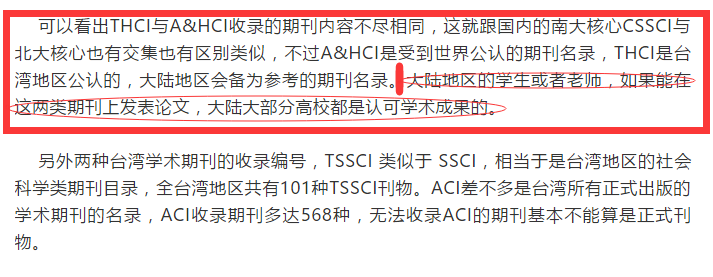 可以看出THCI与A&HCI收录的期刊内容不尽相同，这就跟国内的南大核心CSSCI与
北大核心也有交集也有区别类似，不过A&HCI是受到世界公认的期刊名录，THCI是台
湾地区公认的，大陆地区会备为参考的期刊名录。大陆地区的学生或者老师，如果能在
这两类期刊上发表论文，大陆大部分高校都是认可学术成果的。
另外两种台湾学术期刊的收录编号，TSSCI 类似于 SSCI，相当于是台湾地区的社会
科学类期刊目录，全台湾地区共有101种TSSCI刊物。ACI差不多是台湾所有正式出版的
学术期刊的名录，ACI收录期刊多达568种，无法收录ACI的期刊基本不能算是正式刊
物。